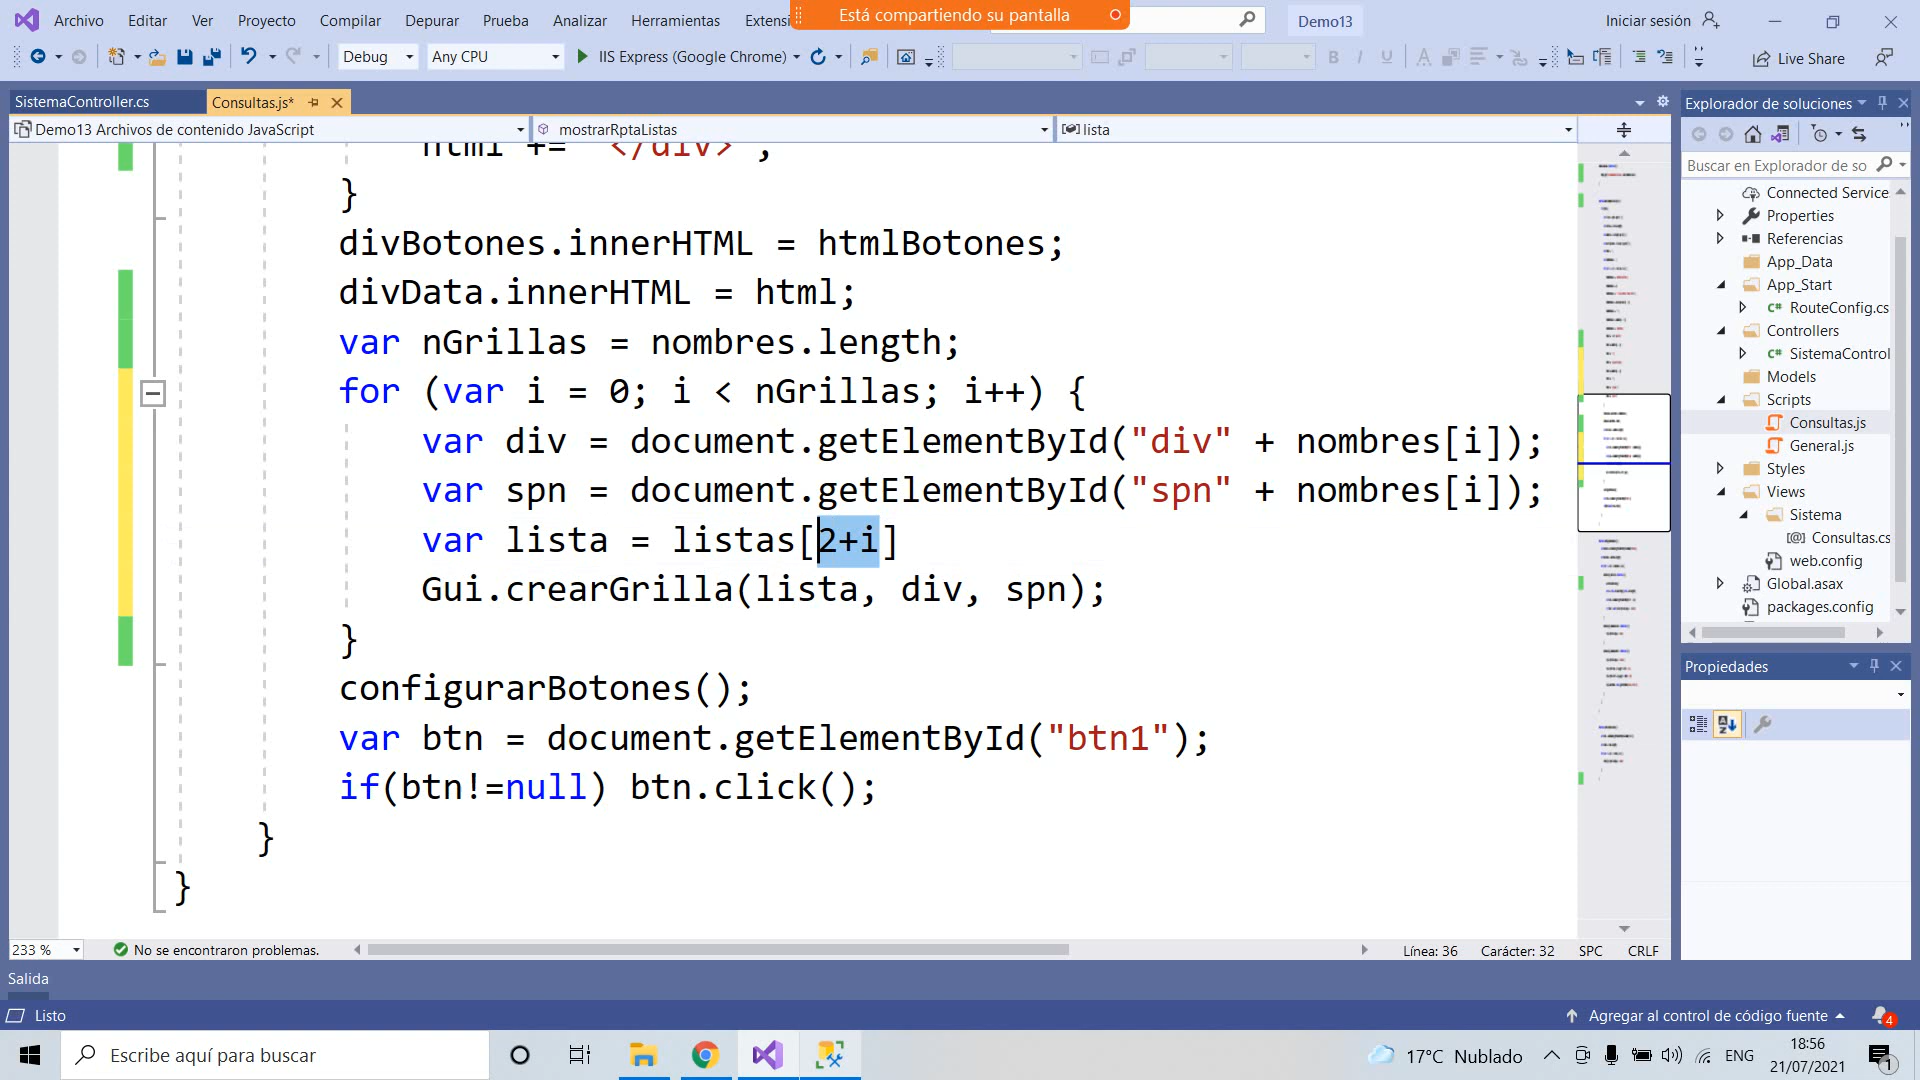 Archivo Editar Ver Proyecto Compilar Depurar Prueba Analizar Herramientas Extensi
Está compartiendo su pantalla
Demo13
Iniciar sesión
Debug
Any CPU
IIS Express (Google Chrome)
Live Share
SistemaController.cs
Consultas.js*
Demo13 Archivos de contenido JavaScript
mostrarRptaListas
lista
html += "</div>";
}
divBotones.innerHTML = htmlBotones;
divData.innerHTML = html;
var nGrillas = nombres.length;
for (var i = 0; i < nGrillas; i++) {
var div = document.getElementById("div" + nombres[i]);
var spn = document.getElementById("spn" + nombres[i]);
var lista = listas[2+i]
Gui.crearGrilla(lista, div, spn);
}
configurarBotones();
var btn = document.getElementById("btn1");
if(btn!=null) btn.click();
}
}
233 %
No se encontraron problemas.
Línea: 36 Carácter: 32 SPC CRLF
Explorador de soluciones
Buscar en Explorador de so
Connected Service
Properties
Referencias
App_Data
App_Start
C# RouteConfig.cs
Controllers
C# SistemaControl
Models
Scripts
Consultas.js
General.js
Styles
Views
Sistema
[@] Consultas.cs
web.config
Global.asax
packages.config
Propiedades
Salida
Listo
Agregar al control de código fuente
4
Escribe aquí para buscar
17°C Nublado
ENG
18:56
21/07/2021
1